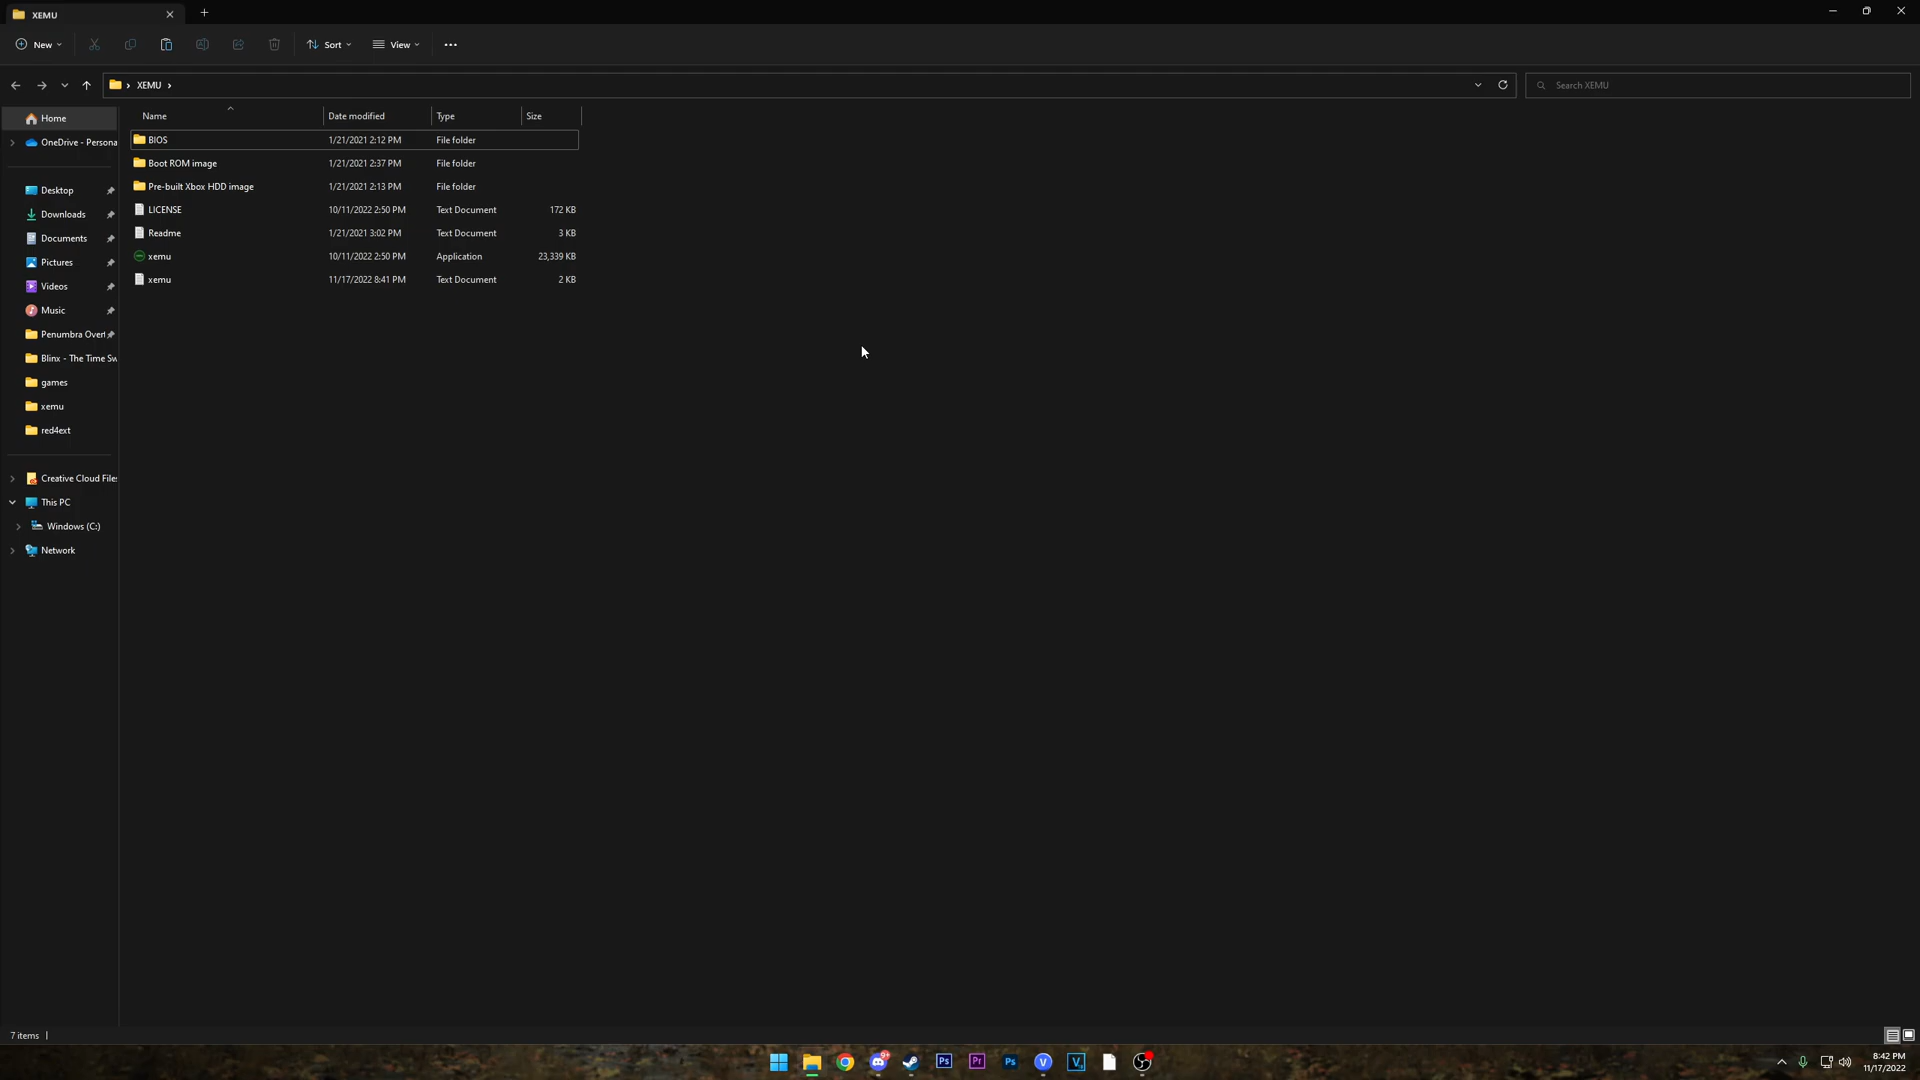 XEMU
New
Sort
View
XEMU
Search XEMU
Home
OneDrive - Persona
Desktop
Downloads
Documents
Pictures
Videos
Music
Penumbra Over
Blinx - The Time Sw
games
xemu
red4ext
Creative Cloud Files
This PC
Windows (C:)
Network
Name Date modified Type Size
BIOS 1/21/2021 2:12 PM File folder
Boot ROM image 1/21/2021 2:37 PM File folder
Pre-built Xbox HDD image 1/21/2021 2:13 PM File folder
LICENSE 10/11/2022 2:50 PM Text Document 172 KB
Readme 1/21/2021 3:02 PM Text Document 3 KB
xemu 10/11/2022 2:50 PM Application 23,339 KB
xemu 11/17/2022 8:41 PM Text Document 2 KB
7 items
Ps
Pr
Ps
V
V
8:42 PM
11/17/2022